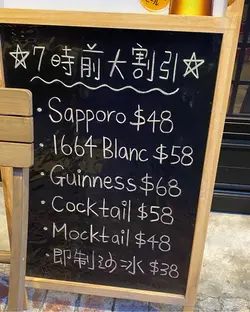 ☆7時前大割引☆
· Sapporo $48
· 1664 Blanc $58
· Guinness $68
· Cocktail $58
· Mocktail $48
· 即制沙冰 $38